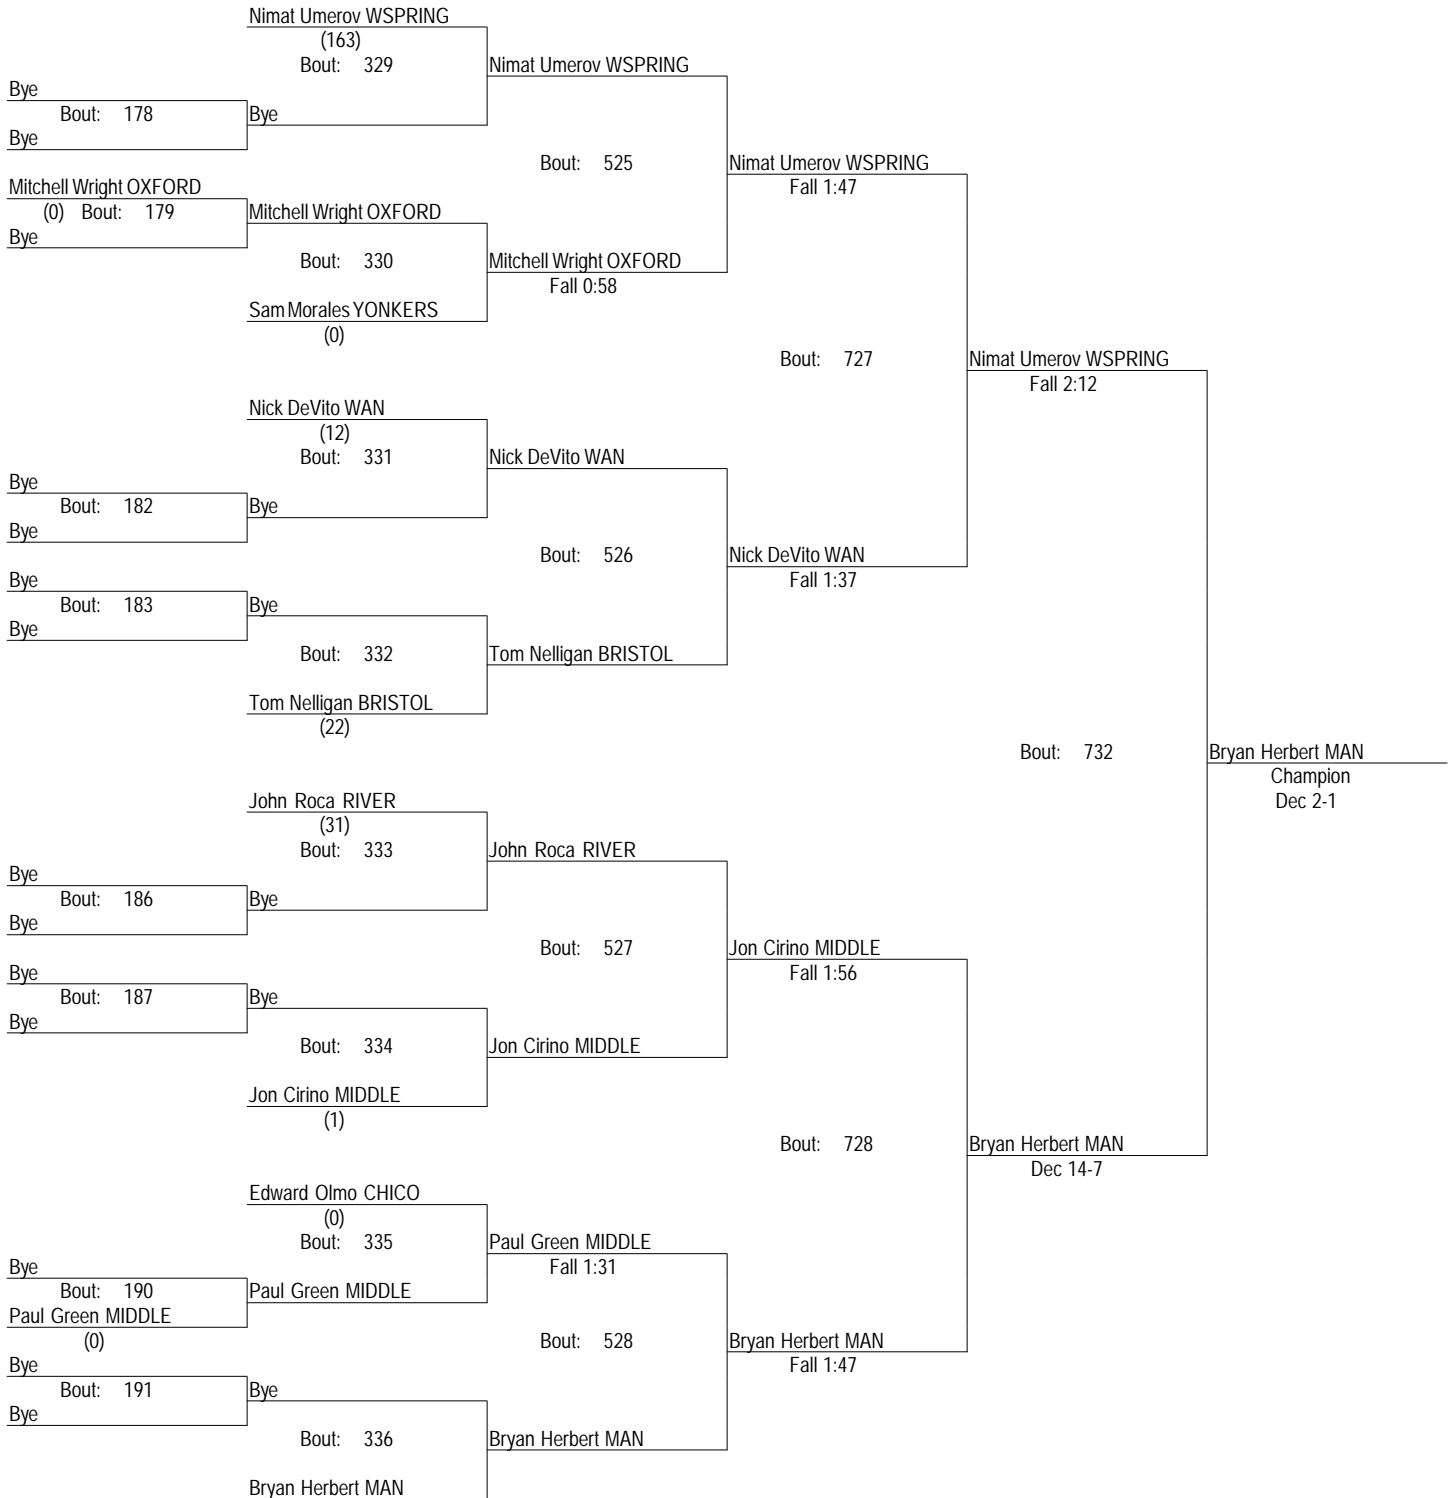 Nimat Umerov WSPRING
(163)
Bout: 329
Nimat Umerov WSPRING
Bye
Bout: 178
Bye
Bye
Bout: 525
Nimat Umerov WSPRING
Fall 1:47
Mitchell Wright OXFORD
(0) Bout: 179
Mitchell Wright OXFORD
Bye
Bout: 330
Mitchell Wright OXFORD
Fall 0:58
Sam Morales YONKERS
(0)
Bout: 727
Nimat Umerov WSPRING
Fall 2:12
Nick DeVito WAN
(12)
Bout: 331
Nick DeVito WAN
Bye
Bout: 182
Bye
Bye
Bout: 526
Nick DeVito WAN
Fall 1:37
Bye
Bout: 183
Bye
Bye
Bout: 332
Tom Nelligan BRISTOL
Tom Nelligan BRISTOL
(22)
Bout: 732
Bryan Herbert MAN
Champion
Dec 2-1
John Roca RIVER
(31)
Bout: 333
John Roca RIVER
Bye
Bout: 186
Bye
Bye
Bout: 527
Jon Cirino MIDDLE
Fall 1:56
Bye
Bout: 187
Bye
Bye
Bout: 334
Jon Cirino MIDDLE
Jon Cirino MIDDLE
(1)
Bout: 728
Bryan Herbert MAN
Dec 14-7
Edward Olmo CHICO
(0)
Bout: 335
Paul Green MIDDLE
Fall 1:31
Bye
Bout: 190
Paul Green MIDDLE
Paul Green MIDDLE
(0)
Bout: 528
Bryan Herbert MAN
Fall 1:47
Bye
Bout: 191
Bye
Bye
Bout: 336
Bryan Herbert MAN
Bryan Herbert MAN